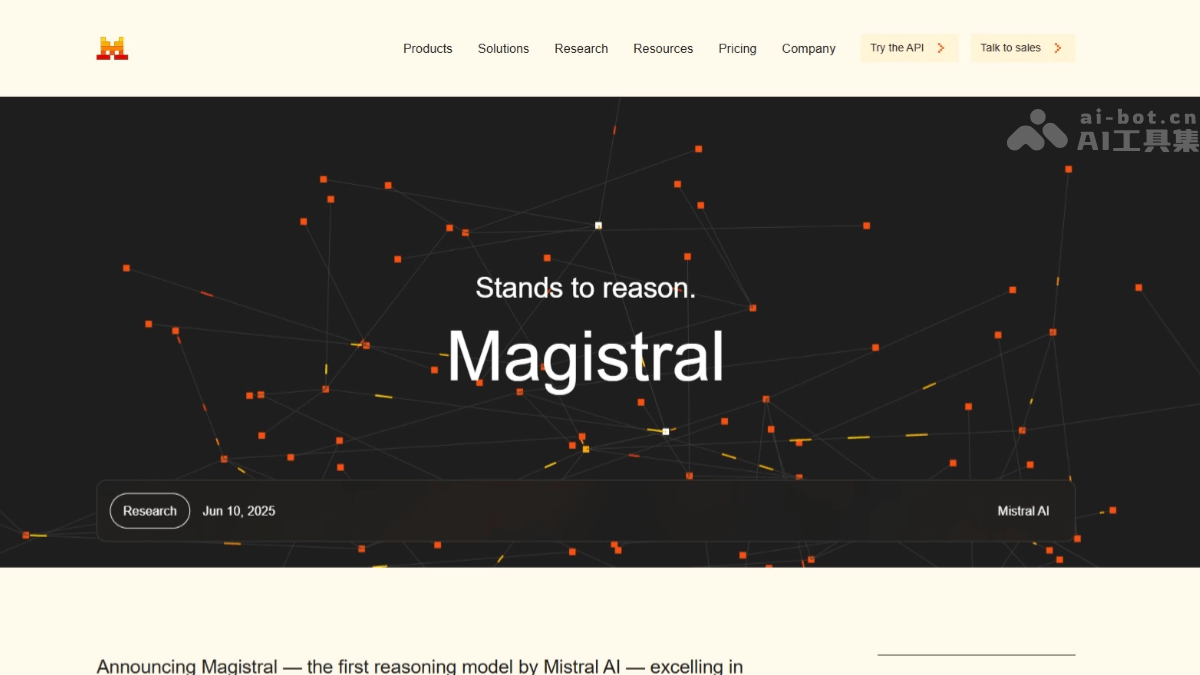 Products Solutions Research Resources Pricing Company Try the API Talk to sales
ai-bot.cn
AI工具集
Stands to reason.
Magistral
Research Jun 10, 2025 Mistral AI
Announcing Magistral — the first reasoning model by Mistral AI — excelling in